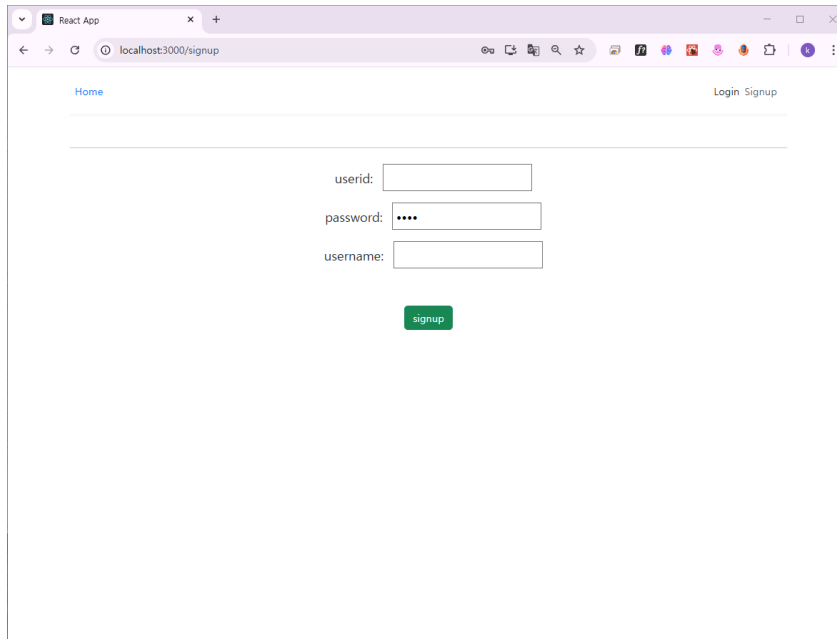 React App
localhost:3000/signup
k
Home
Login Signup
userid:
password: ••••
username:
signup